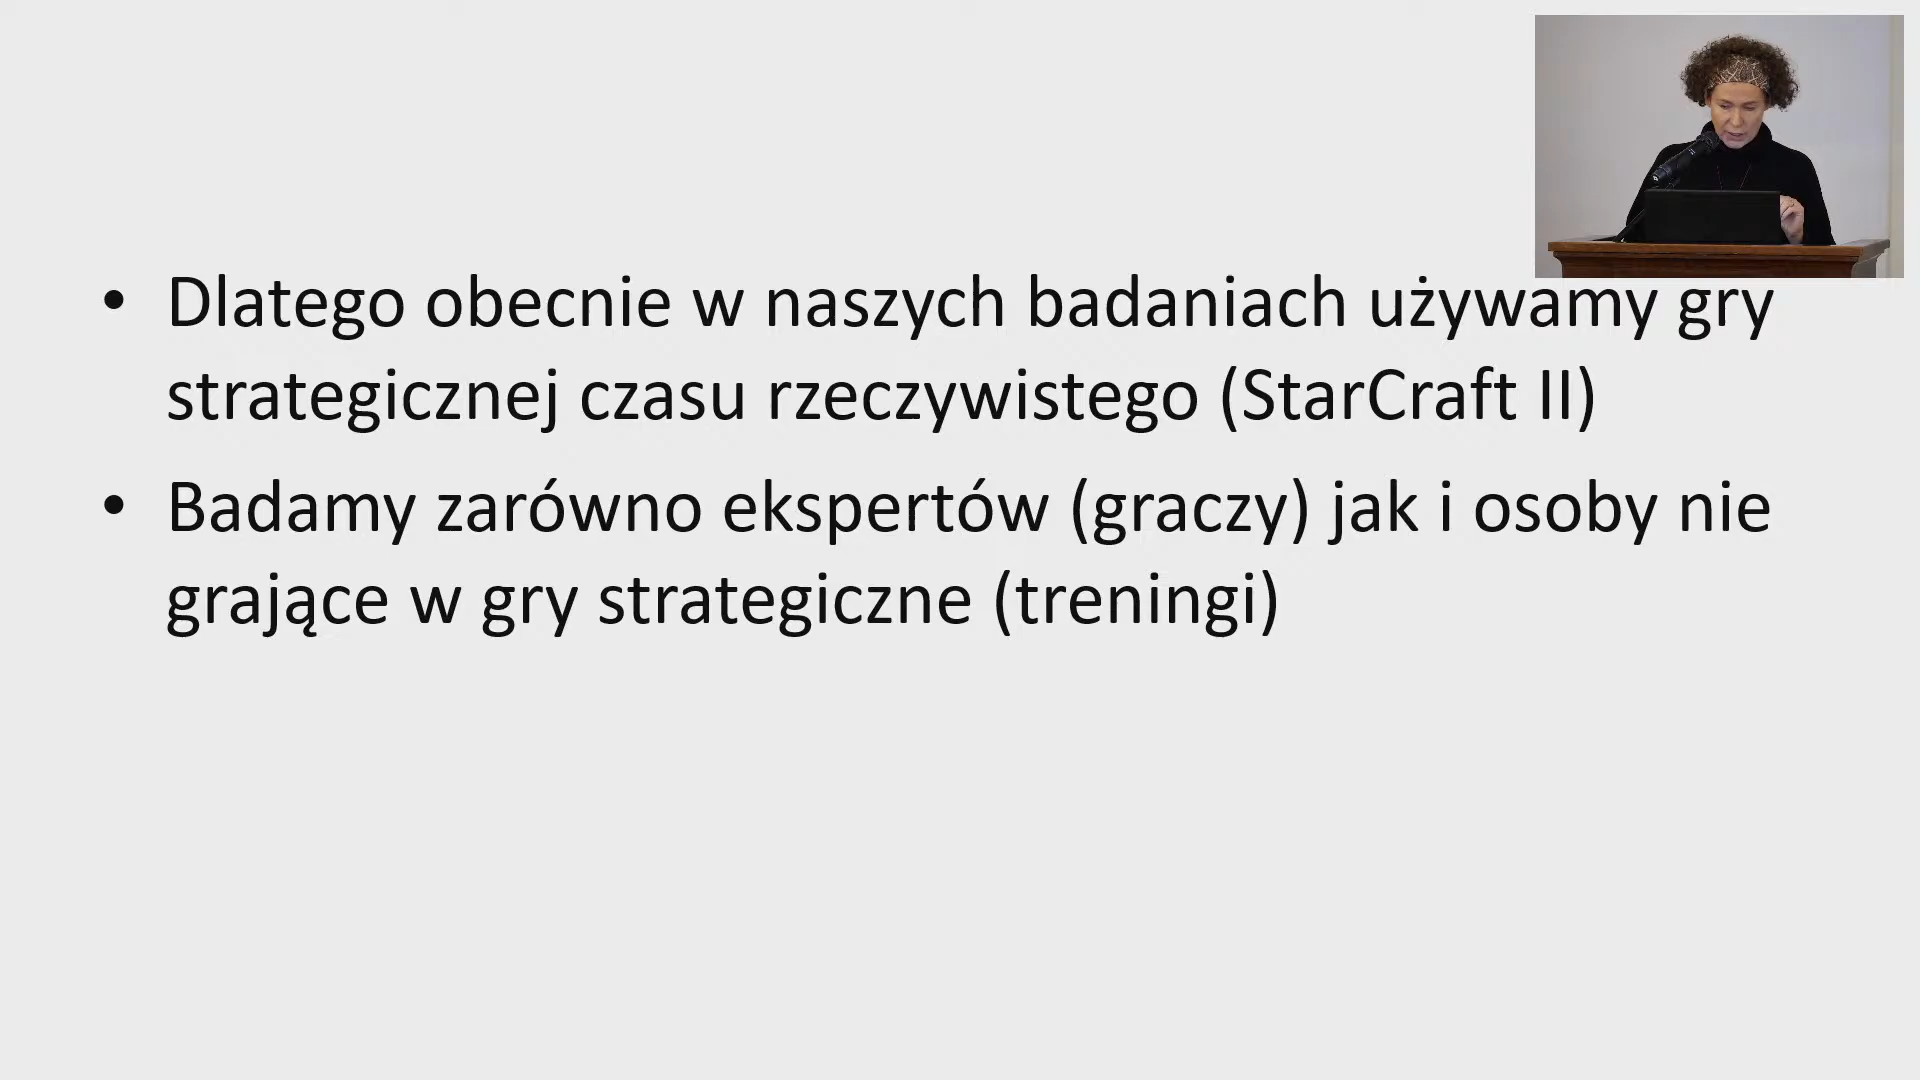 • Dlatego obecnie w naszych badaniach używamy gry
strategicznej czasu rzeczywistego (StarCraft II)
• Badamy zarówno ekspertów (graczy) jak i osoby nie
grające w gry strategiczne (treningi)